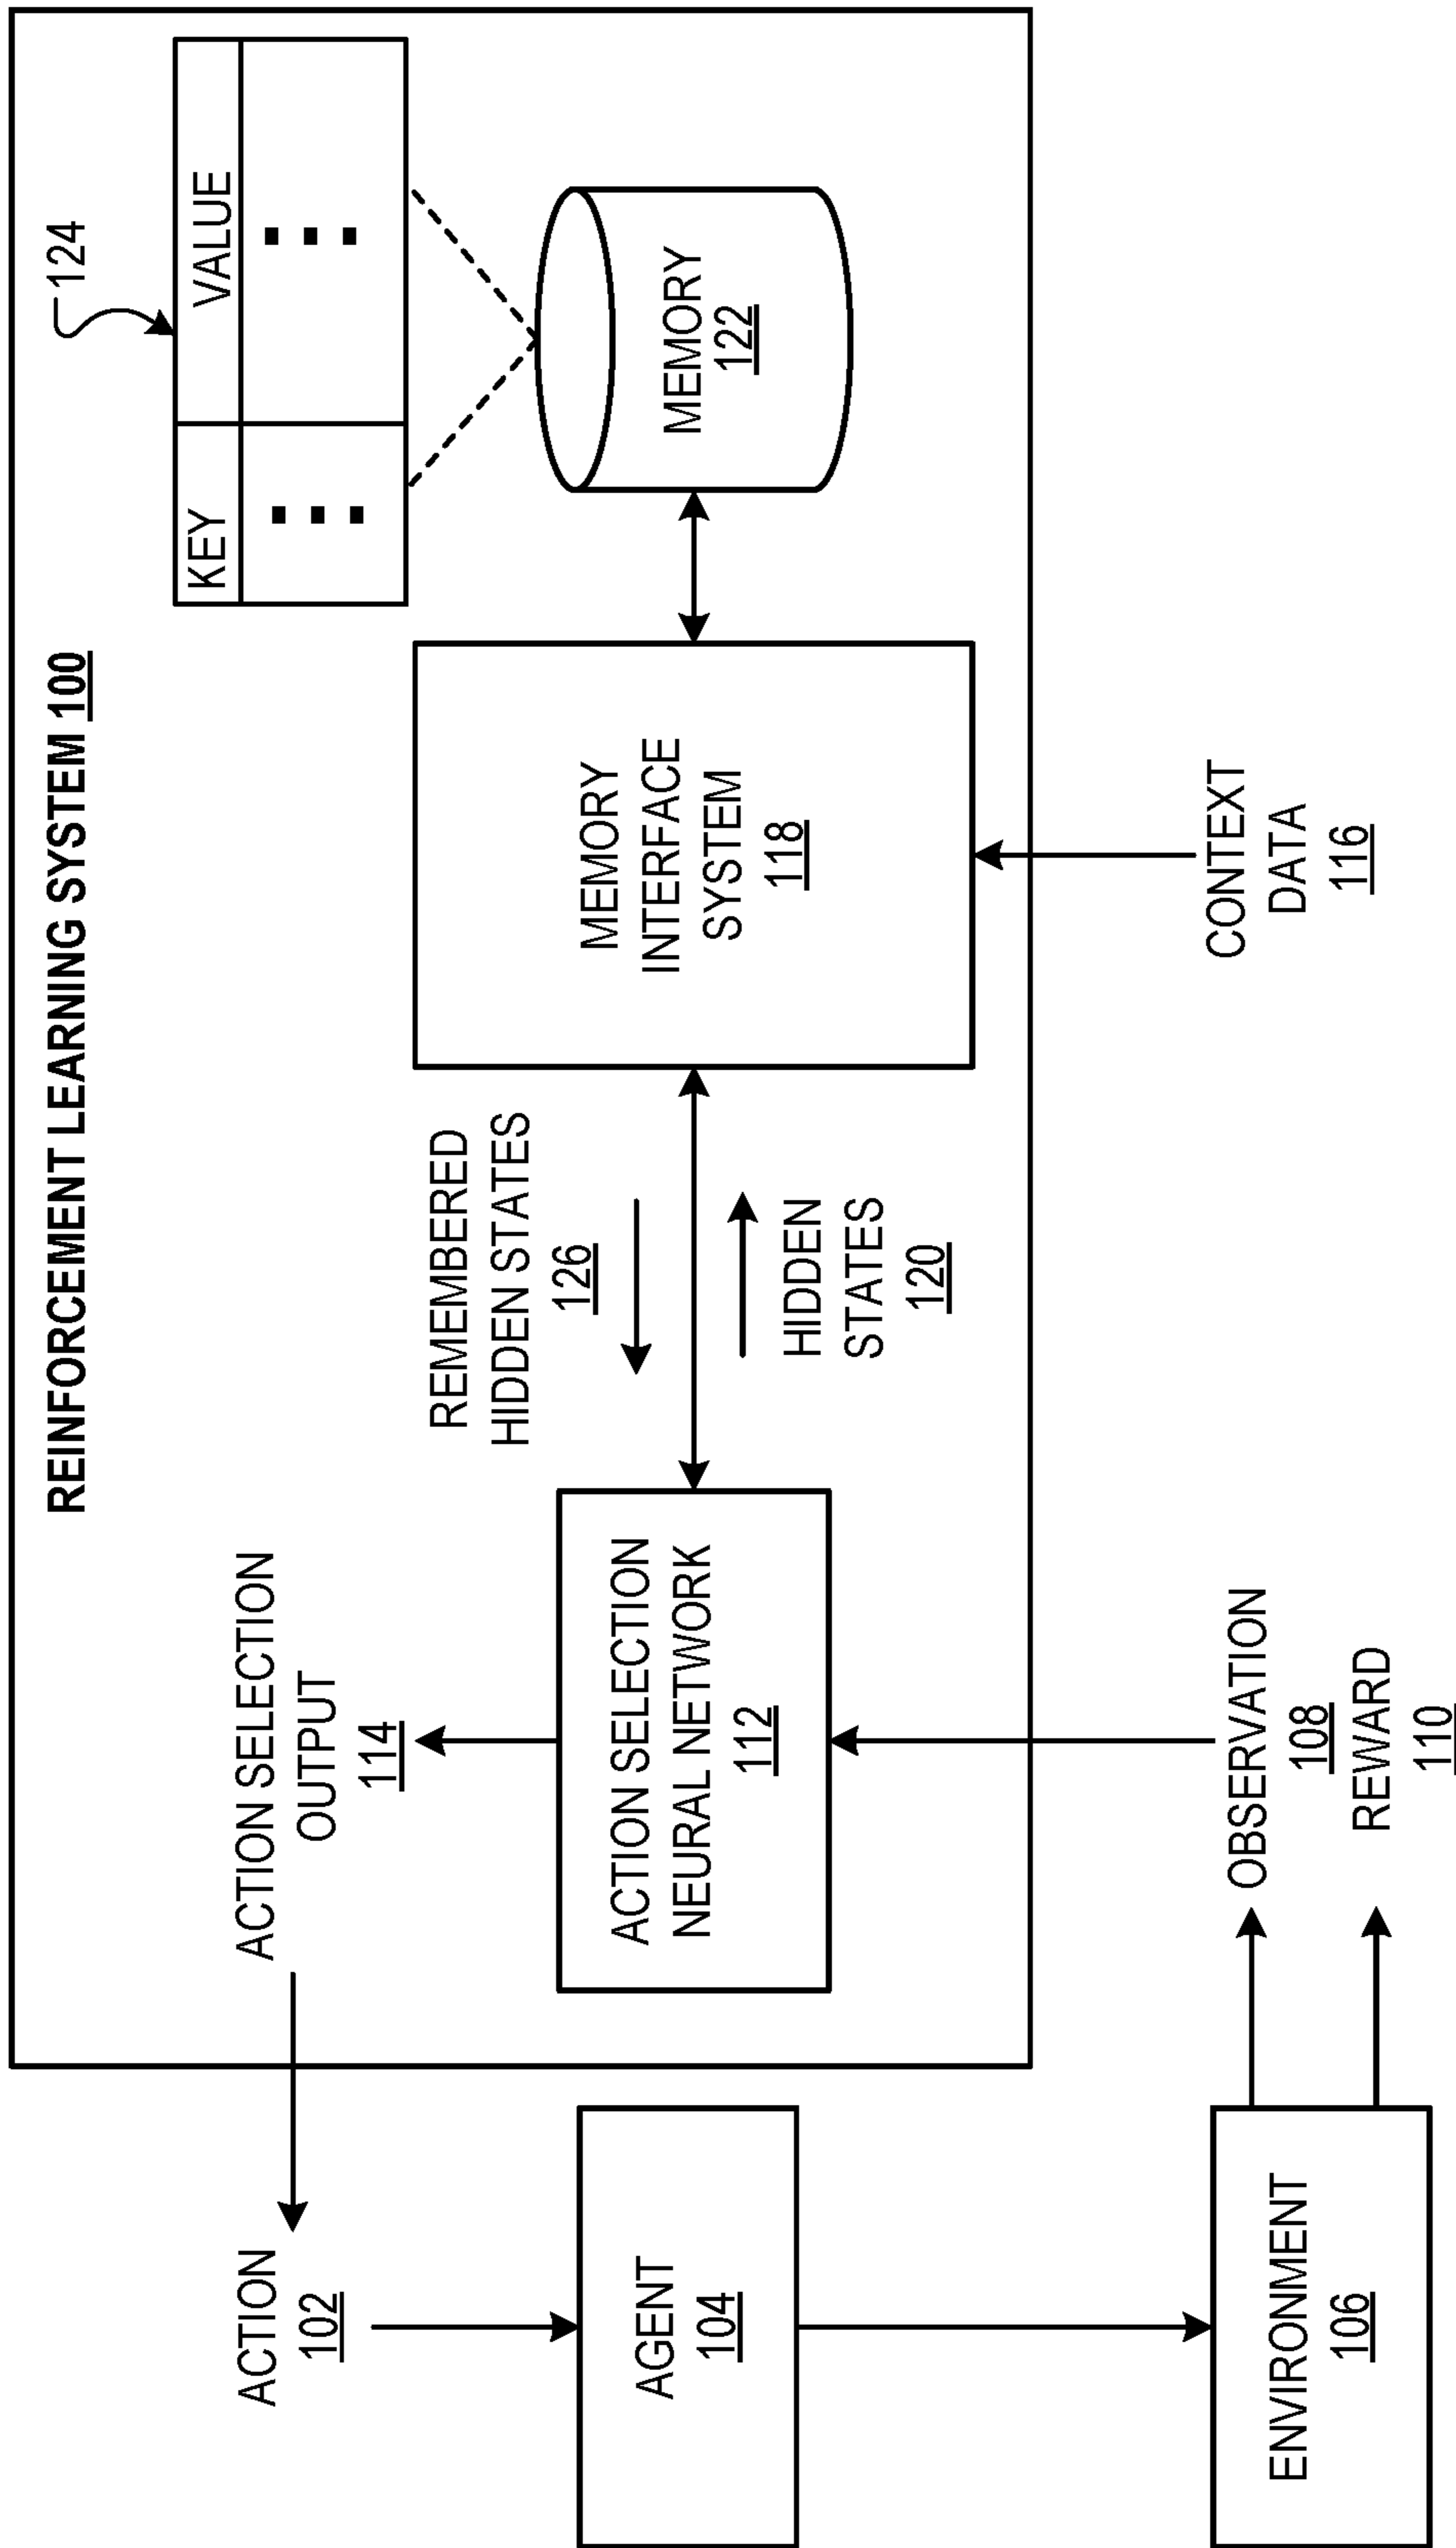 REINFORCEMENT LEARNING SYSTEM 100
124
KEY
VALUE
ACTION
102
ACTION SELECTION
OUTPUT
114
REMEMBERED
HIDDEN STATES
126
AGENT
104
ACTION SELECTION
NEURAL NETWORK
112
HIDDEN
STATES
120
MEMORY
INTERFACE
SYSTEM
118
MEMORY
122
ENVIRONMENT
106
OBSERVATION
108
REWARD
110
CONTEXT
DATA
116